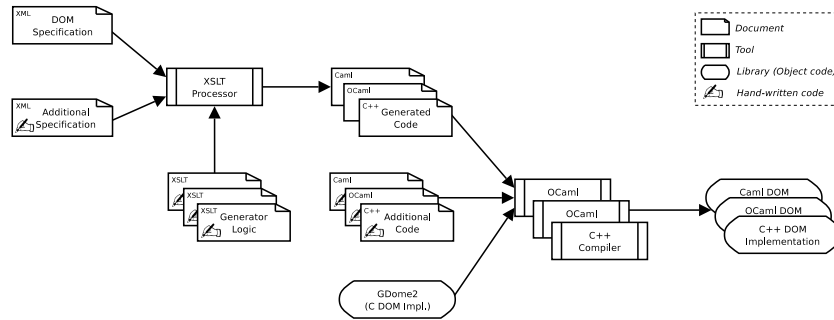 XML
DOM
Specification
XML
Additional
Specification
XSLT
Processor
Caml
OCaml
C++
Generated
Code
XSLT
XSLT
XSLT
Generator
Logic
Caml
OCaml
C++
Additional
Code
GDome2
(C DOM Impl.)
OCaml
OCaml
C++
Compiler
Caml DOM
OCaml DOM
C++ DOM
Implementation
Document
Tool
Library (Object code)
Hand-written code